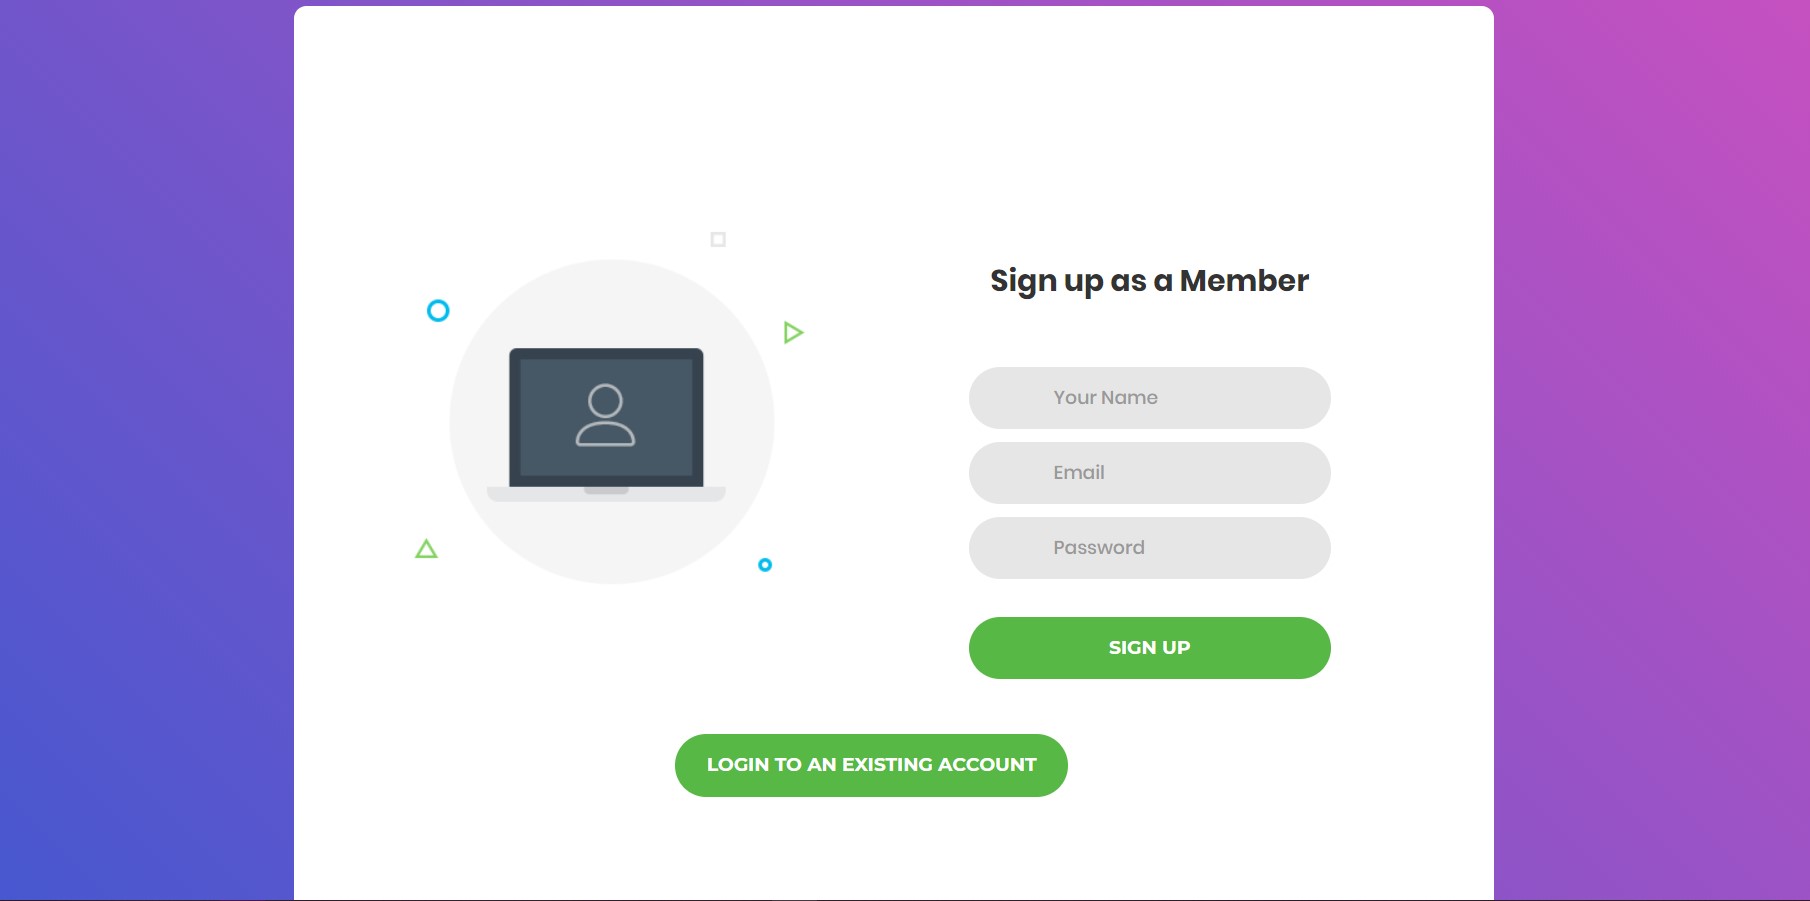 Sign up as a Member
Your Name
Email
Password
SIGN UP
LOGIN TO AN EXISTING ACCOUNT